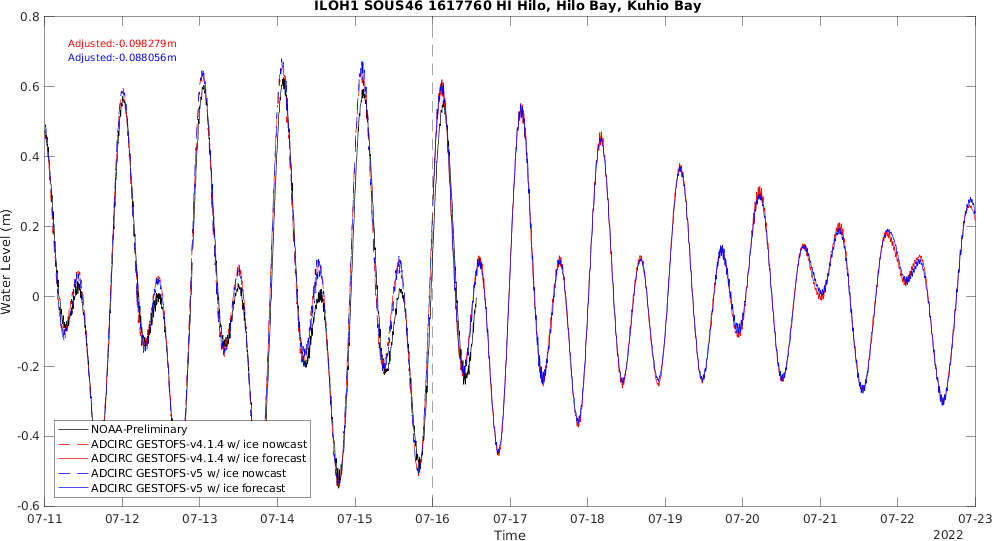 ILOH1 SOUS46 1617760 HI Hilo, Hilo Bay, Kuhio Bay
Adjusted:-0.098279m
Adjusted:-0.088056m
Water Level (m)
0.8
0.6
0.4
0.2
0
-0.2
-0.4
-0.6
NOAA-Preliminary
ADCIRC GESTOFS-v4.1.4 w/ ice nowcast
ADCIRC GESTOFS-v4.1.4 w/ ice forecast
ADCIRC GESTOFS-v5 w/ ice nowcast
ADCIRC GESTOFS-v5 w/ ice forecast
07-11 07-12 07-13 07-14 07-15 07-16 07-17 07-18 07-19 07-20 07-21 07-22 07-23
Time
2022